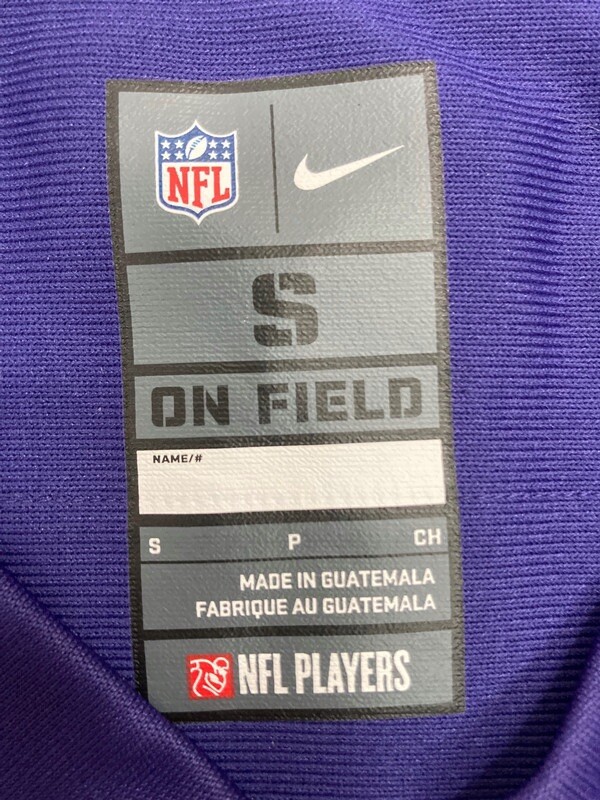 NFL
S
ON FIELD
NAME/#
S P CH
MADE IN GUATEMALA
FABRIQUE AU GUATEMALA
NFL PLAYERS